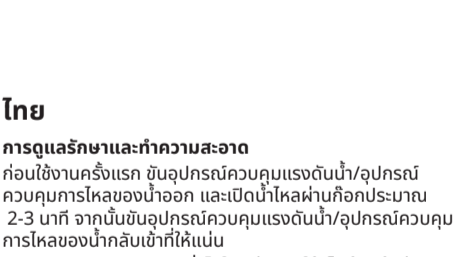 ไทย
การดูแลรักษาและทำความสะอาด
ก่อนใช้งานครั้งแรก ขันอุปกรณ์ควบคุมแรงดันน้ำ/อุปกรณ์
ควบคุมการไหลของน้ำออก และเปิดน้ำไหลผ่านก๊อกประมาณ
2-3 นาที จากนั้นขันอุปกรณ์ควบคุมแรงดันน้ำ/อุปกรณ์ควบคุม
การไหลของน้ำกลับเข้าที่ให้แน่น